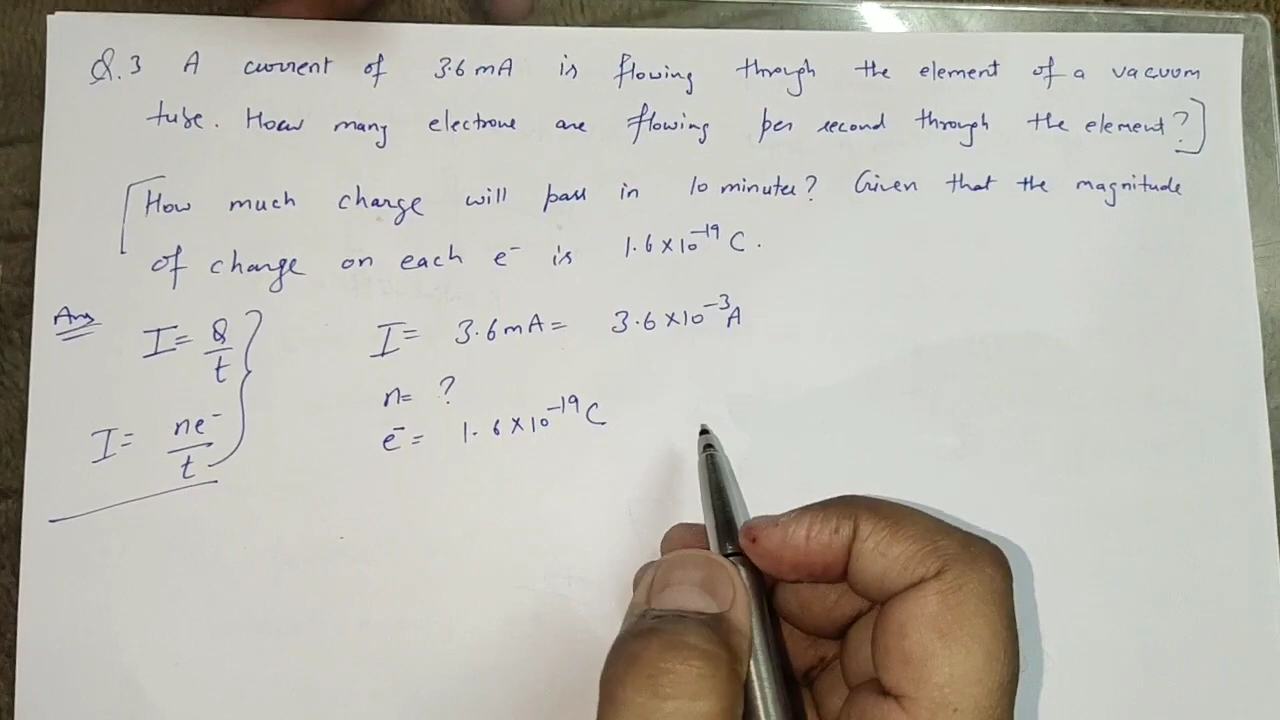 Q.3 A current of 3.6 mA is flowing through the element of a vacuum
tube. How many electrons are flowing per second through the element?]
[How much charge will pass in 10 minutes? Given that the magnitude
of charge on each e⁻ is 1.6×10⁻¹⁹ C.
Ans
I = Q/t
I = ne⁻/t
I = 3.6 mA = 3.6×10⁻³ A
n = ?
e⁻ = 1.6×10⁻¹⁹ C